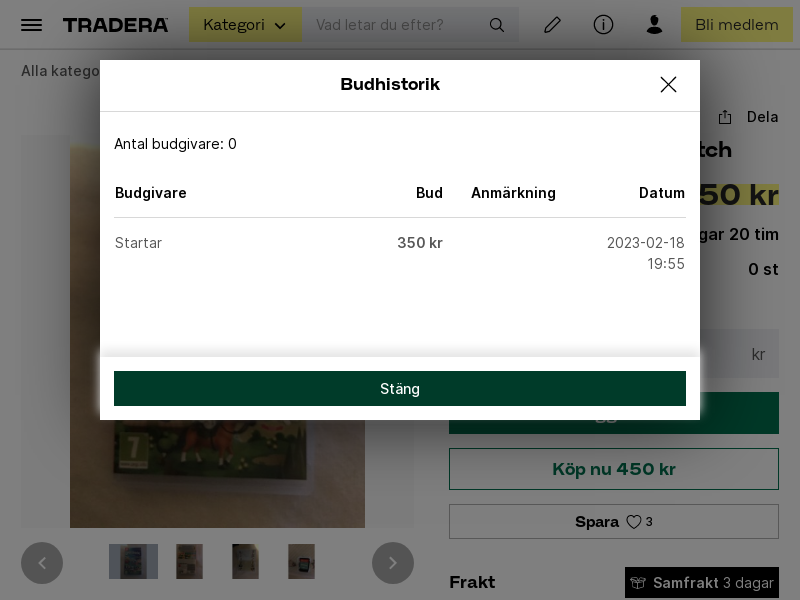 TRADERA
Kategori
Vad letar du efter?
Bli medlem
Alla katego
Dela
Budhistorik
Antal budgivare: 0
Budgivare Bud Anmärkning Datum
Startar 350 kr 2023-02-18
19:55
Stäng
tch
50 kr
gar 20 tim
0 st
kr
7
Köp nu 450 kr
Spara 3
Frakt
Samfrakt 3 dagar